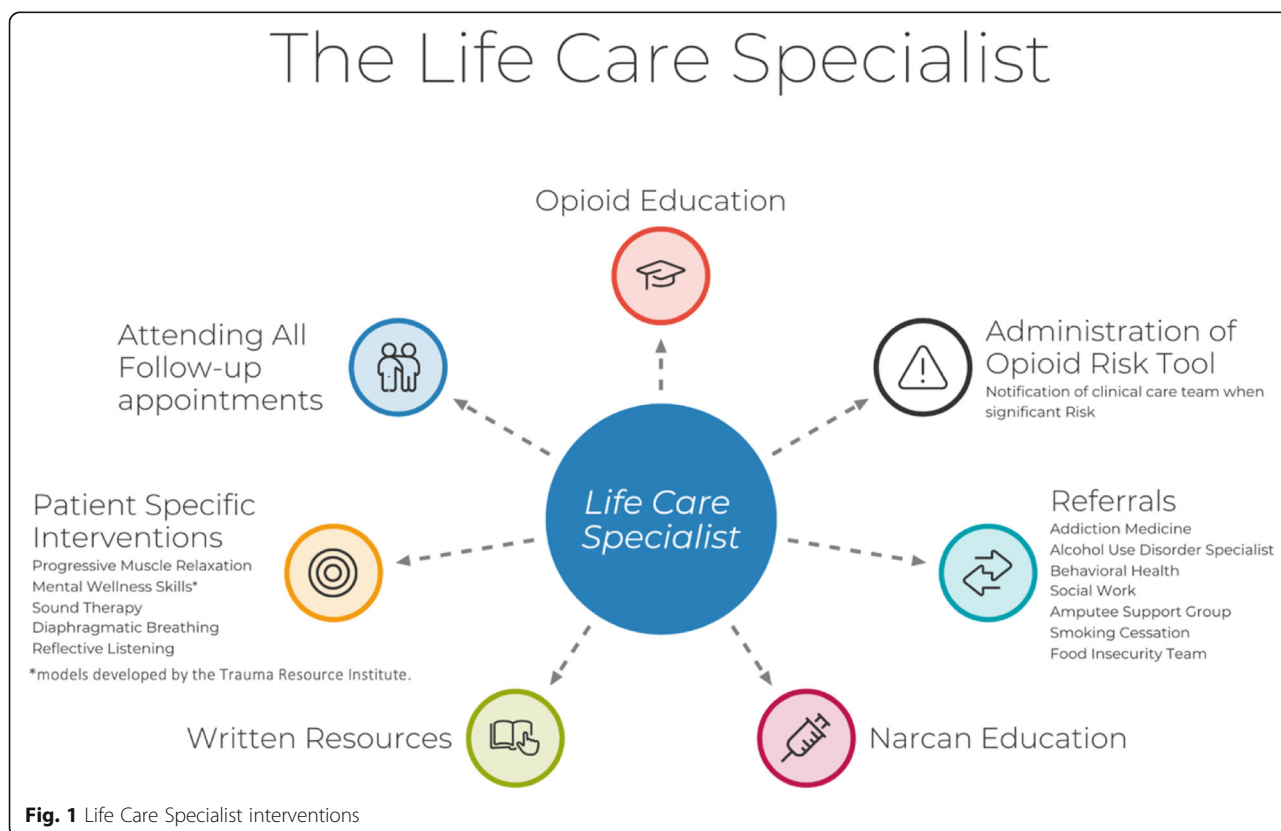 The Life Care Specialist
Opioid Education
Attending All
Follow-up
appointments
Administration of
Opioid Risk Tool
Notification of clinical care team when
significant Risk
Life Care
Specialist
Patient Specific
Interventions
Progressive Muscle Relaxation
Mental Wellness Skills*
Sound Therapy
Diaphragmatic Breathing
Reflective Listening
*models developed by the Trauma Resource Institute.
Referrals
Addiction Medicine
Alcohol Use Disorder Specialist
Behavioral Health
Social Work
Amputee Support Group
Smoking Cessation
Food Insecurity Team
Written Resources
Narcan Education
Fig. 1 Life Care Specialist interventions